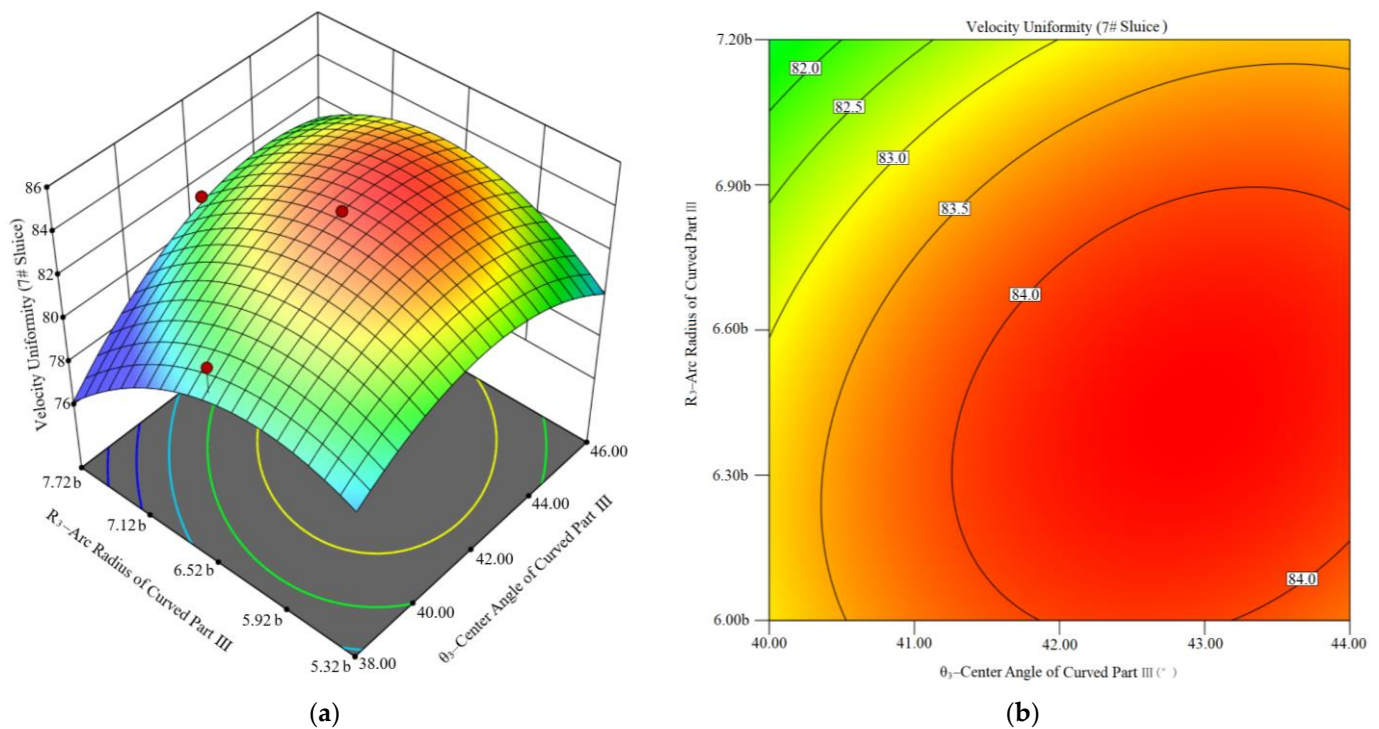 86
84
82
80
78
76
Velocity Uniformity (7# Sluice)
7.72 b
7.12 b
6.52 b
5.92 b
5.32 b
R₃–Arc Radius of Curved Part III
38.00
40.00
42.00
44.00
46.00
θ₃–Center Angle of Curved Part III
(a)
Velocity Uniformity (7# Sluice)
7.20b
6.90b
6.60b
6.30b
6.00b
R₃–Arc Radius of Curved Part III
82.0
82.5
83.0
83.5
84.0
84.0
40.00
41.00
42.00
43.00
44.00
θ₃–Center Angle of Curved Part III (°)
(b)